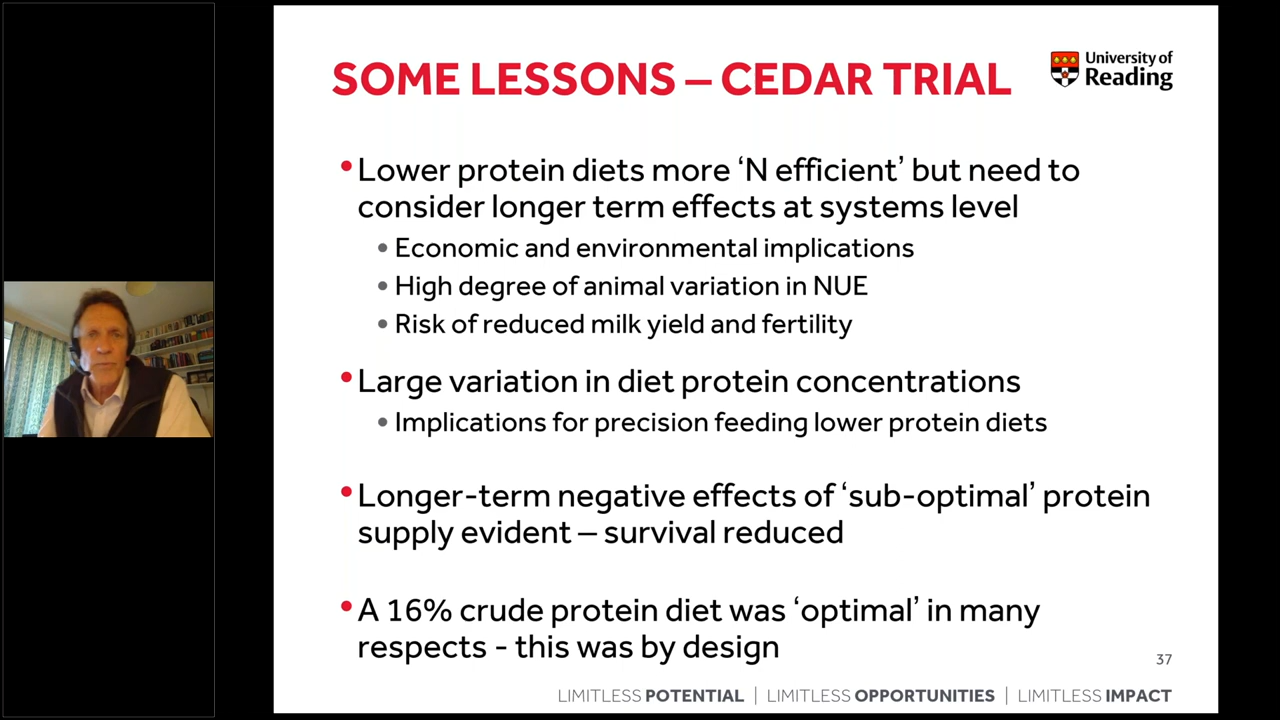 SOME LESSONS – CEDAR TRIAL
University of
Reading
•Lower protein diets more ‘N efficient’ but need to
consider longer term effects at systems level
• Economic and environmental implications
• High degree of animal variation in NUE
• Risk of reduced milk yield and fertility
•Large variation in diet protein concentrations
• Implications for precision feeding lower protein diets
•Longer-term negative effects of ‘sub-optimal’ protein
supply evident – survival reduced
•A 16% crude protein diet was ‘optimal’ in many
respects - this was by design
37
LIMITLESS POTENTIAL | LIMITLESS OPPORTUNITIES | LIMITLESS IMPACT